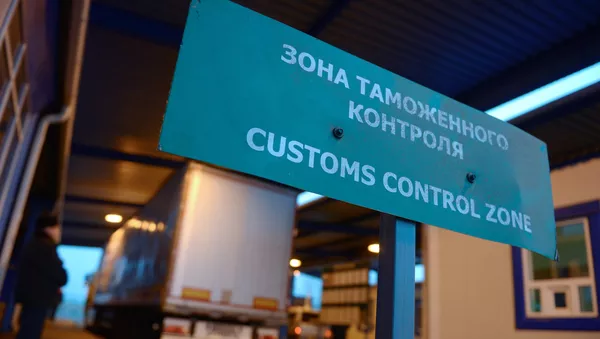 ЗОНА ТАМОЖЕННОГО
КОНТРОЛЯ
CUSTOMS CONTROL ZONE